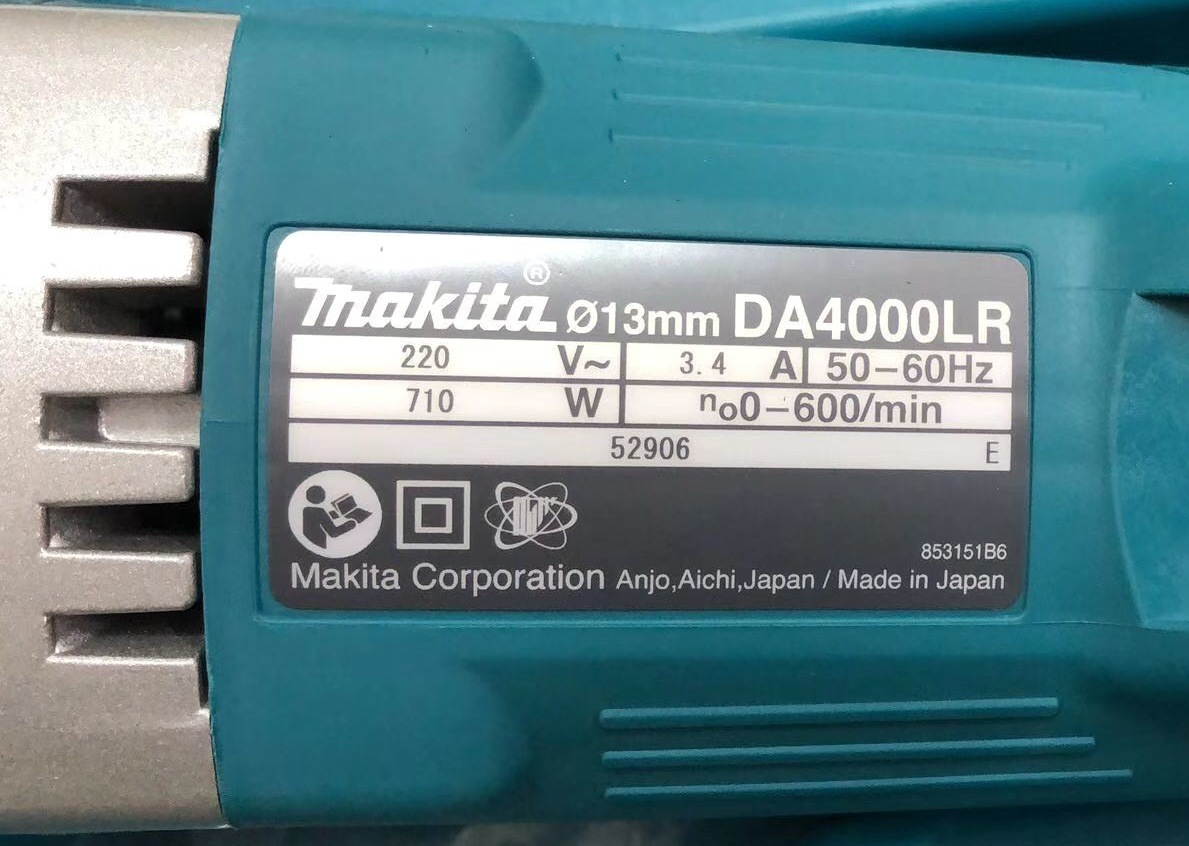 makita® Ø13mm DA4000LR
220 V~ 3.4 A 50-60Hz
710 W n₀0-600/min
52906 E
853151B6
Makita Corporation Anjo,Aichi,Japan / Made in Japan